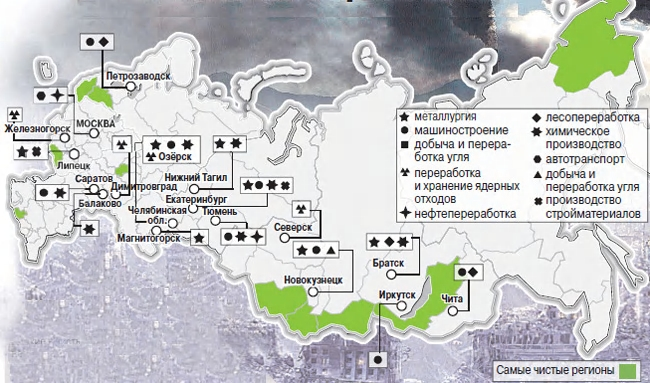 Петрозаводск
МОСКВА
Железногорск
Липецк
Саратов
Димитровград
Балаково
Озёрск
Нижний Тагил
Екатеринбург
Челябинская
обл.
Тюмень
Магнитогорск
Северск
Новокузнецк
Братск
Иркутск
Чита
металлургия
машиностроение
добыча и перера-
ботка угля
переработка
и хранение ядерных
отходов
нефтепереработка
лесопереработка
химическое
производство
автотранспорт
добыча и
переработка угля
производство
стройматериалов
Самые чистые регионы